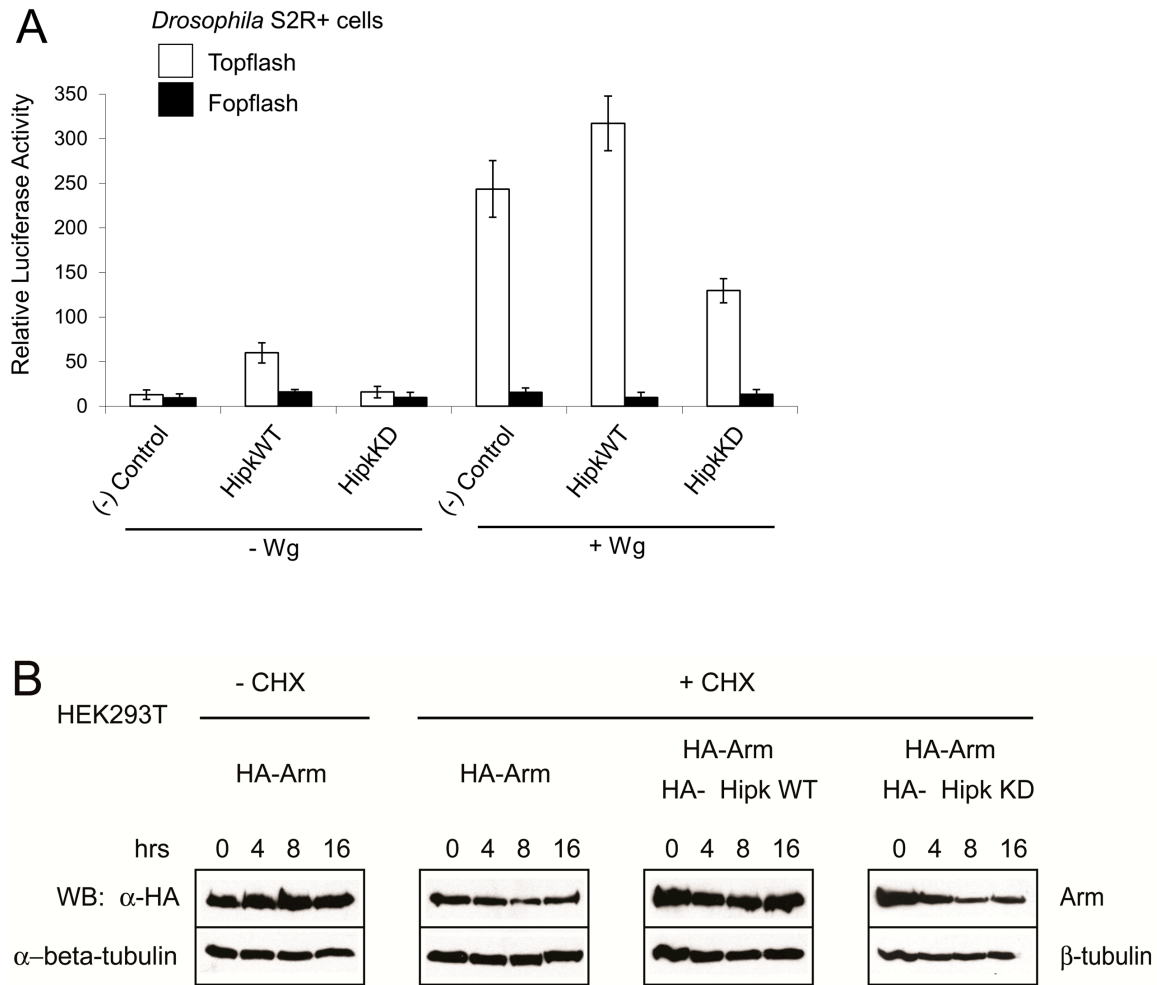 A
Drosophila S2R+ cells
Topflash
Fopflash
Relative Luciferase Activity
350
300
250
200
150
100
50
0
(-) Control
HipkWT
HipkKD
(-) Control
HipkWT
HipkKD
- Wg
+ Wg
B
- CHX
+ CHX
HEK293T
HA-Arm
HA-Arm
HA-Arm
HA- Hipk WT
HA-Arm
HA- Hipk KD
hrs 0 4 8 16 0 4 8 16 0 4 8 16 0 4 8 16
WB: α-HA
Arm
α–beta-tubulin
β-tubulin